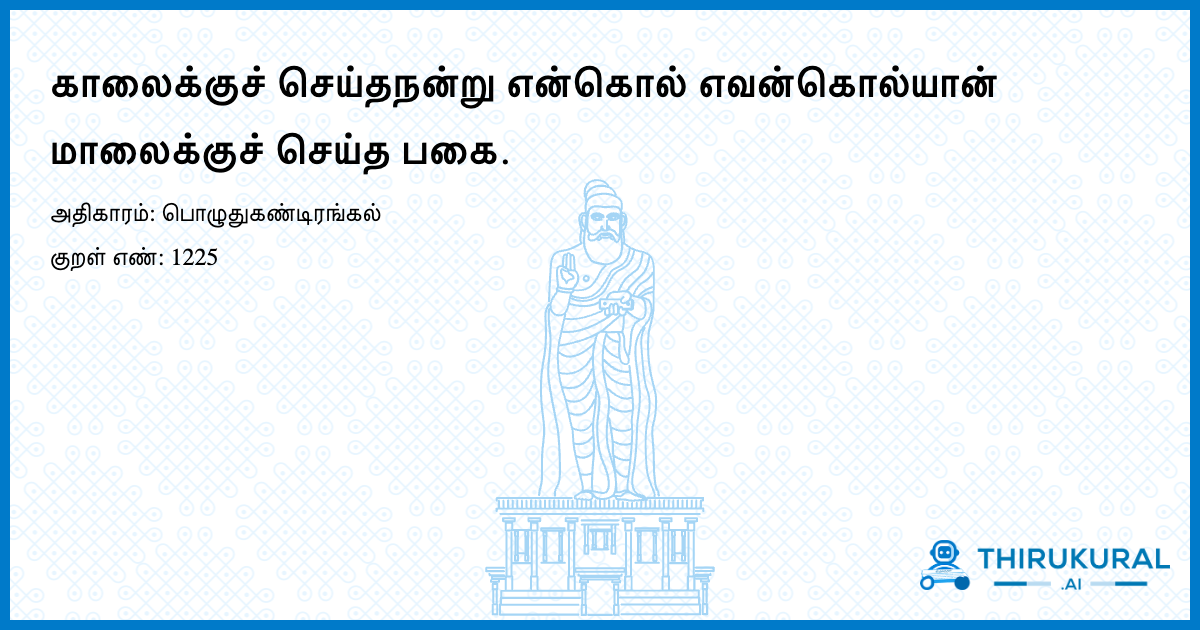 காலைக்குச் செய்தநன்று என்கொல் எவன்கொல்யான்
மாலைக்குச் செய்த பகை.
அதிகாரம்: பொழுதுகண்டிரங்கல்
குறள் எண்: 1225
THIRUKURAL
.AI